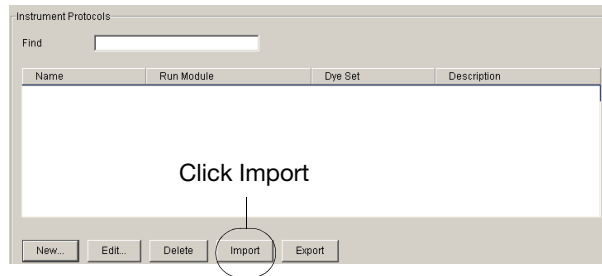 Instrument Protocols
Find
Name Run Module Dye Set Description
Click Import
New... Edit... Delete Import Export